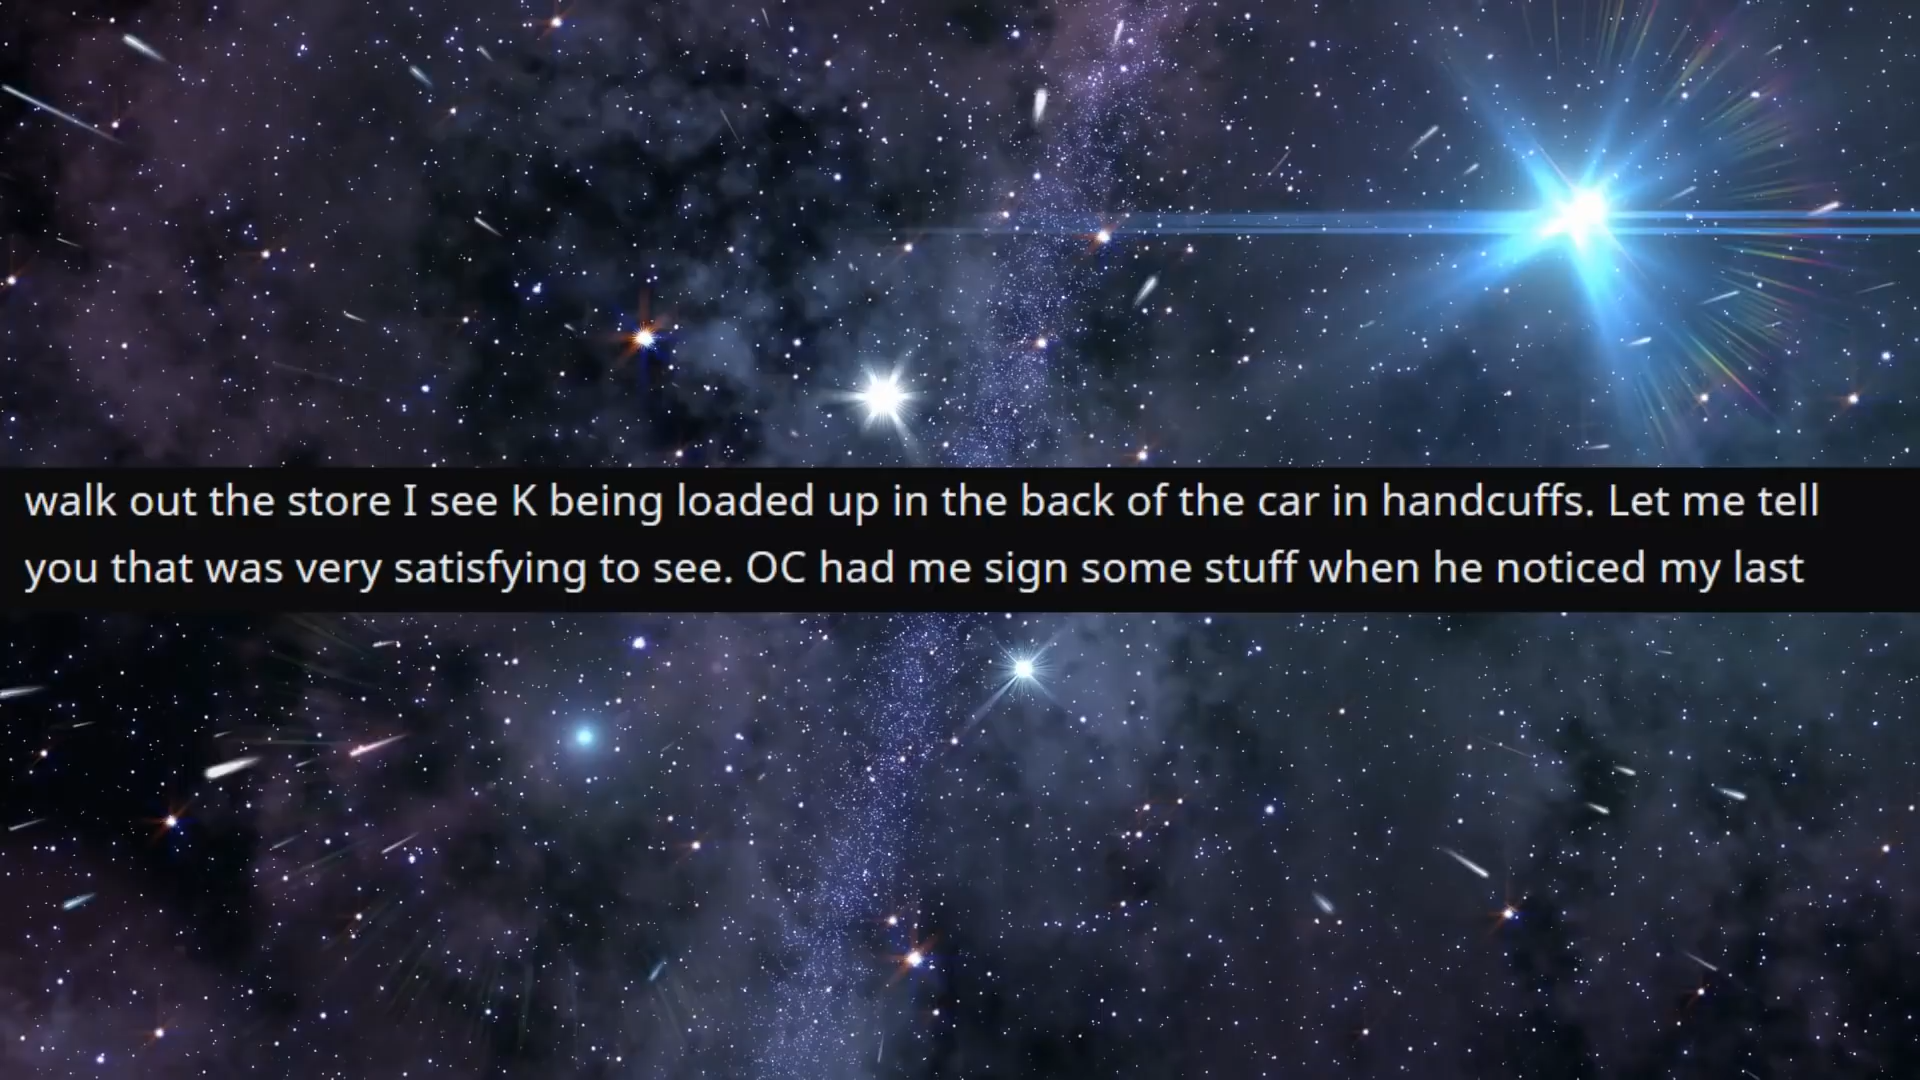 walk out the store I see K being loaded up in the back of the car in handcuffs. Let me tell
you that was very satisfying to see. OC had me sign some stuff when he noticed my last